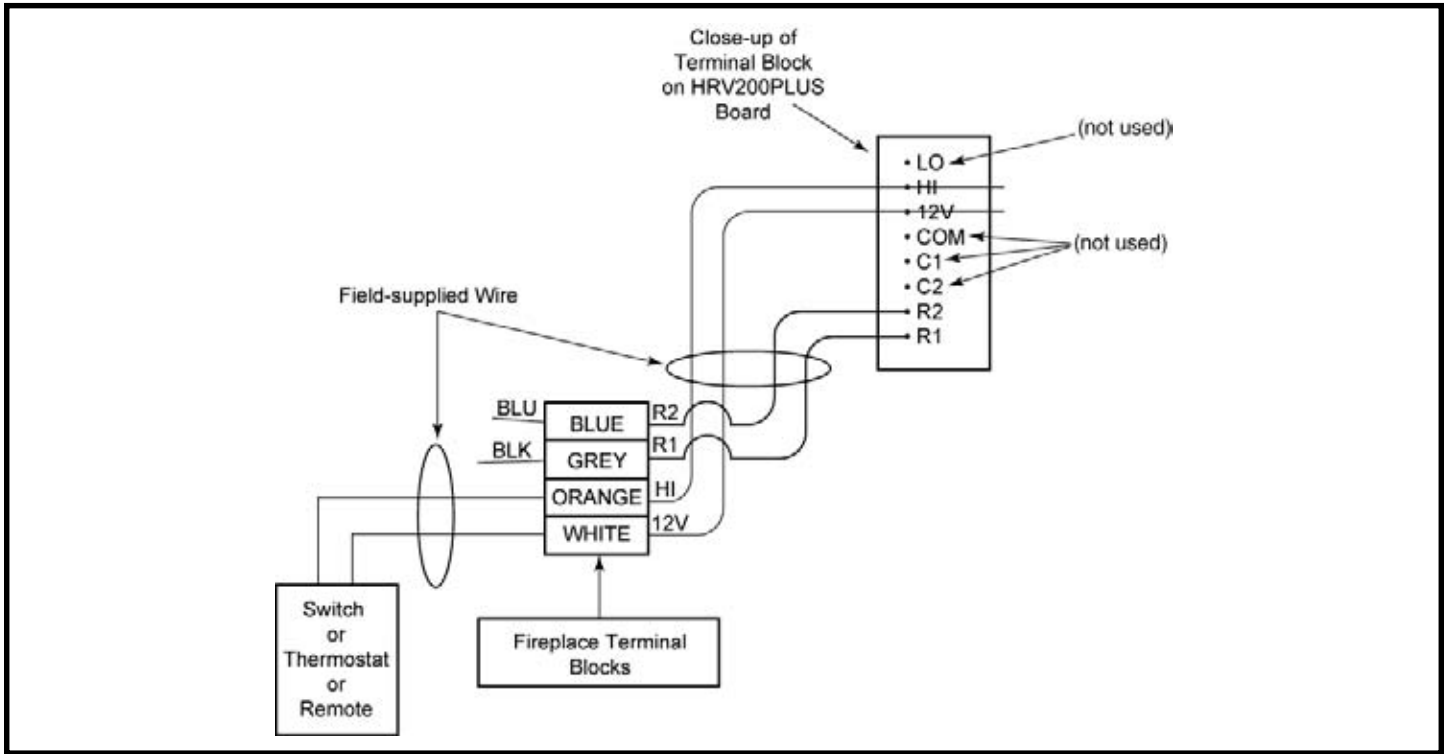 Close-up of
Terminal Block
on HRV200PLUS
Board
(not used)
LO
HI
12V
COM
(not used)
C1
C2
R2
R1
Field-supplied Wire
BLU
BLUE
R2
BLK
GREY
R1
ORANGE
HI
WHITE
12V
Switch
or
Thermostat
or
Remote
Fireplace Terminal
Blocks